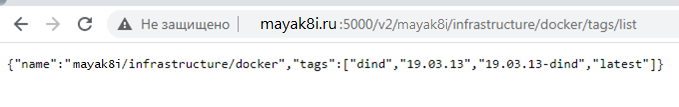 Не защищено mayak8i.ru:5000/v2/mayak8i/infrastructure/docker/tags/list
{"name":"mayak8i/infrastructure/docker","tags":["dind","19.03.13","19.03.13-dind","latest"]}